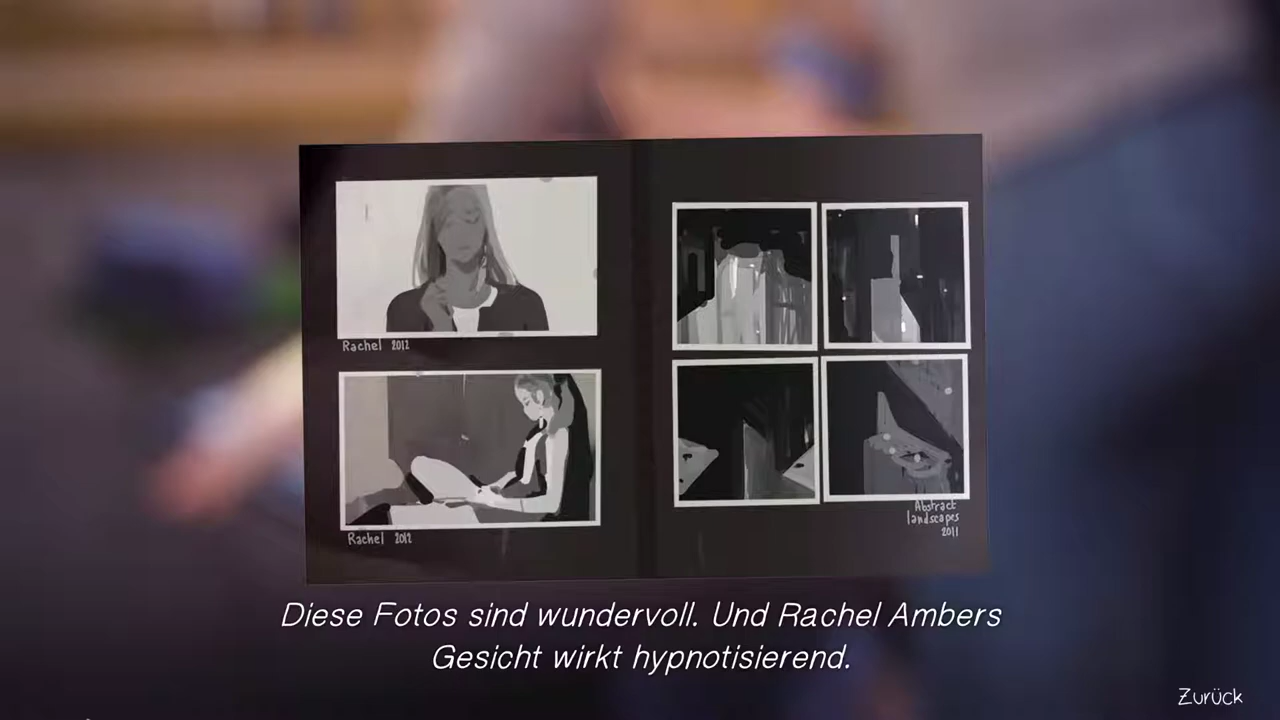 Rachel 2012
Rachel 2012
Abstract
landscapes
2011
Diese Fotos sind wundervoll. Und Rachel Ambers
Gesicht wirkt hypnotisierend.
Zurück